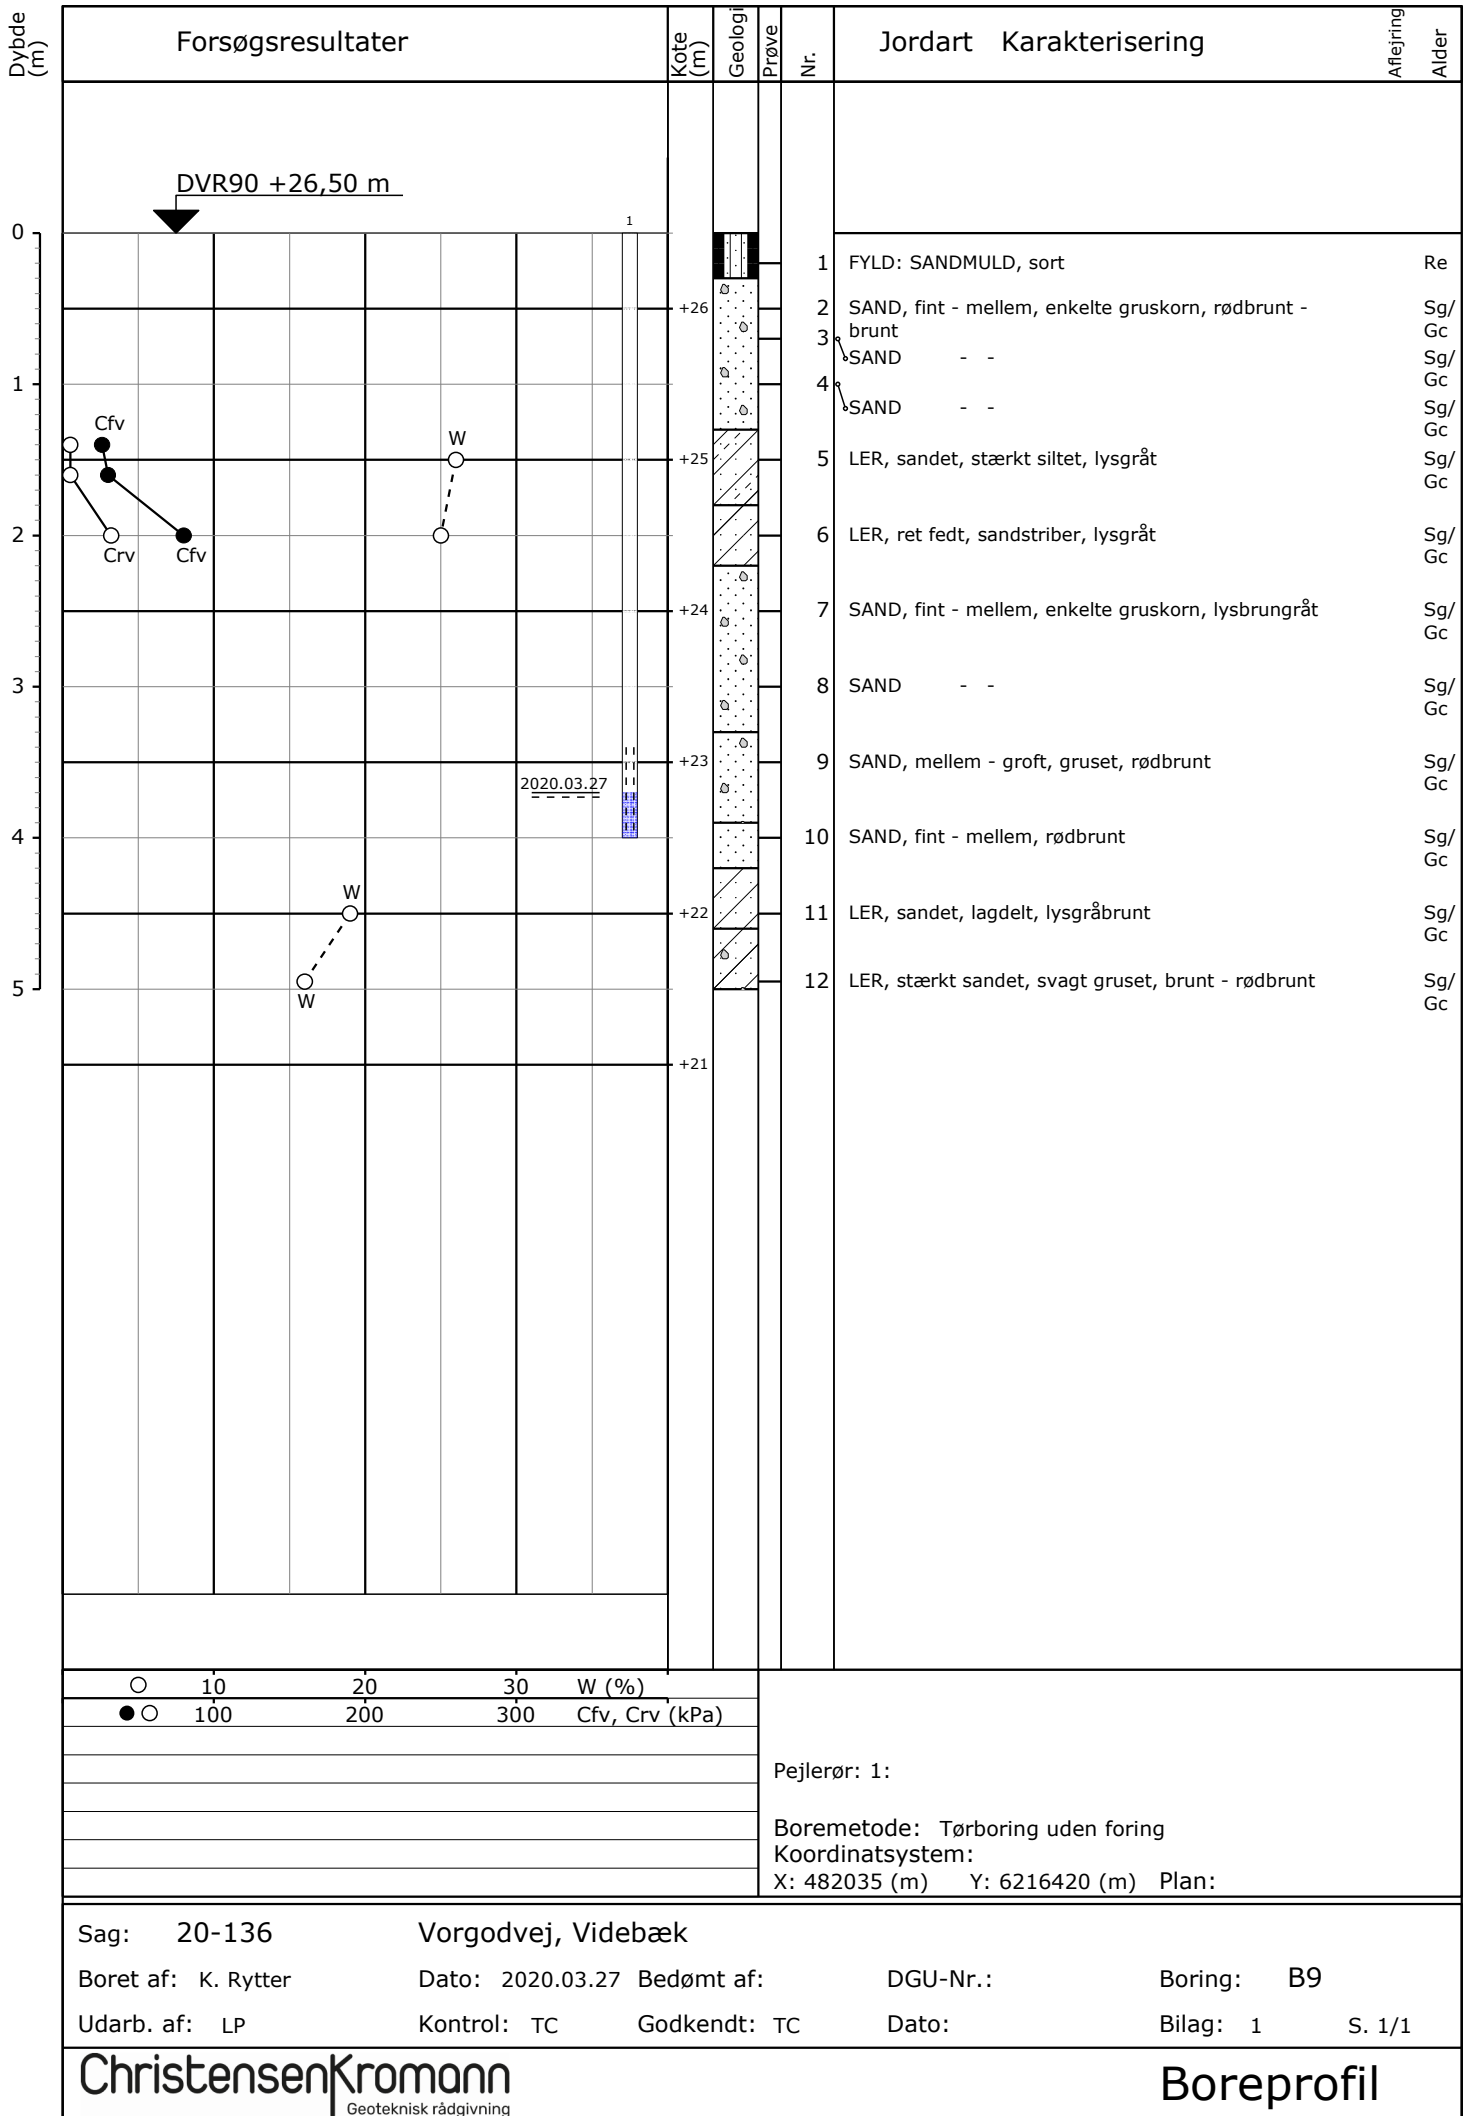 Dybde (m)
Forsøgsresultater
Kote (m)
Geologi
Prøve
Nr.
Jordart Karakterisering
Aflejring
Alder
DVR90 +26,50 m
0
1
1 FYLD: SANDMULD, sort Re
+26
2 SAND, fint - mellem, enkelte gruskorn, rødbrunt - Sg/
brunt Gc
3
SAND - - Sg/
Gc
1
4
SAND - - Sg/
Gc
Cfv
W
+25
5 LER, sandet, stærkt siltet, lysgråt Sg/
Gc
2
Crv
Cfv
6 LER, ret fedt, sandstriber, lysgråt Sg/
Gc
+24
7 SAND, fint - mellem, enkelte gruskorn, lysbrungråt Sg/
Gc
3
8 SAND - - Sg/
Gc
+23
2020.03.27
9 SAND, mellem - groft, gruset, rødbrunt Sg/
Gc
4
10 SAND, fint - mellem, rødbrunt Sg/
Gc
W
+22
11 LER, sandet, lagdelt, lysgråbrunt Sg/
Gc
5
W
12 LER, stærkt sandet, svagt gruset, brunt - rødbrunt Sg/
Gc
+21
10 20 30 W (%)
100 200 300 Cfv, Crv (kPa)
Pejlerør: 1:
Boremetode: Tørboring uden foring
Koordinatsystem:
X: 482035 (m) Y: 6216420 (m) Plan:
Sag: 20-136 Vorgodvej, Videbæk
Boret af: K. Rytter Dato: 2020.03.27 Bedømt af: DGU-Nr.: Boring: B9
Udarb. af: LP Kontrol: TC Godkendt: TC Dato: Bilag: 1 S. 1/1
ChristensenKromann
Geoteknisk rådgivning
Boreprofil